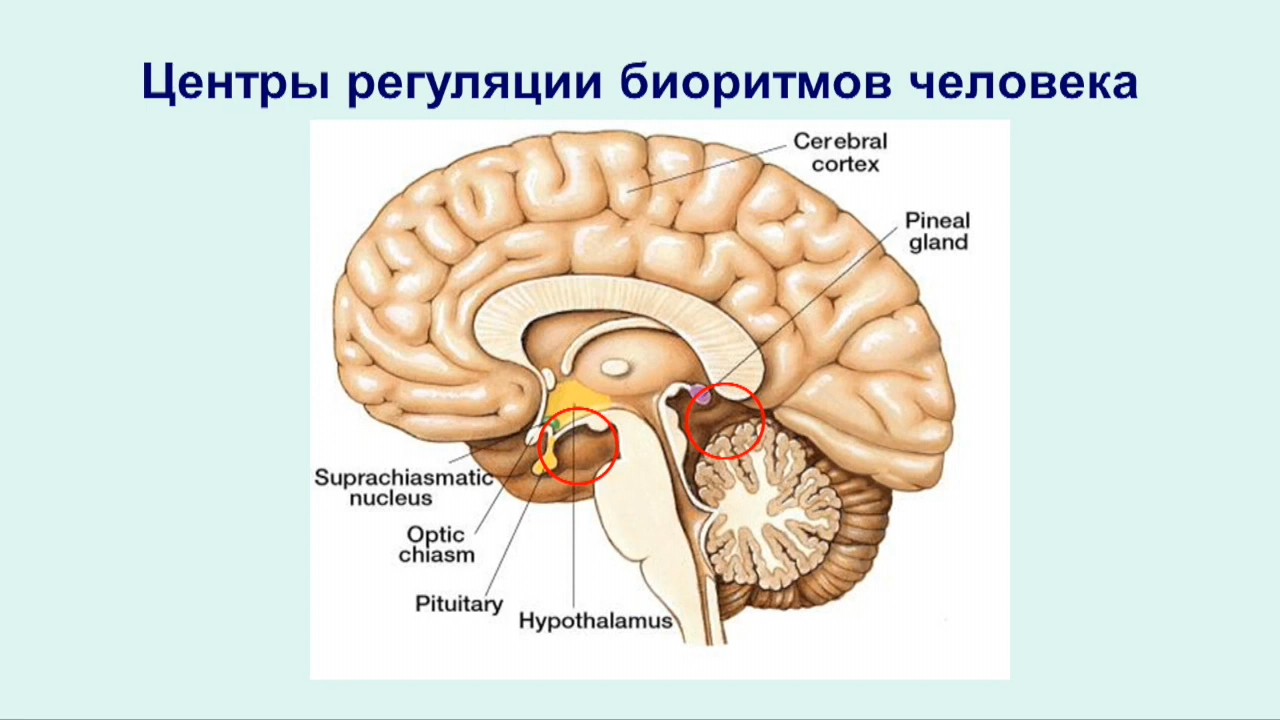 Центры регуляции биоритмов человека
Cerebral
cortex
Pineal
gland
Suprachiasmatic
nucleus
Optic
chiasm
Pituitary
Hypothalamus